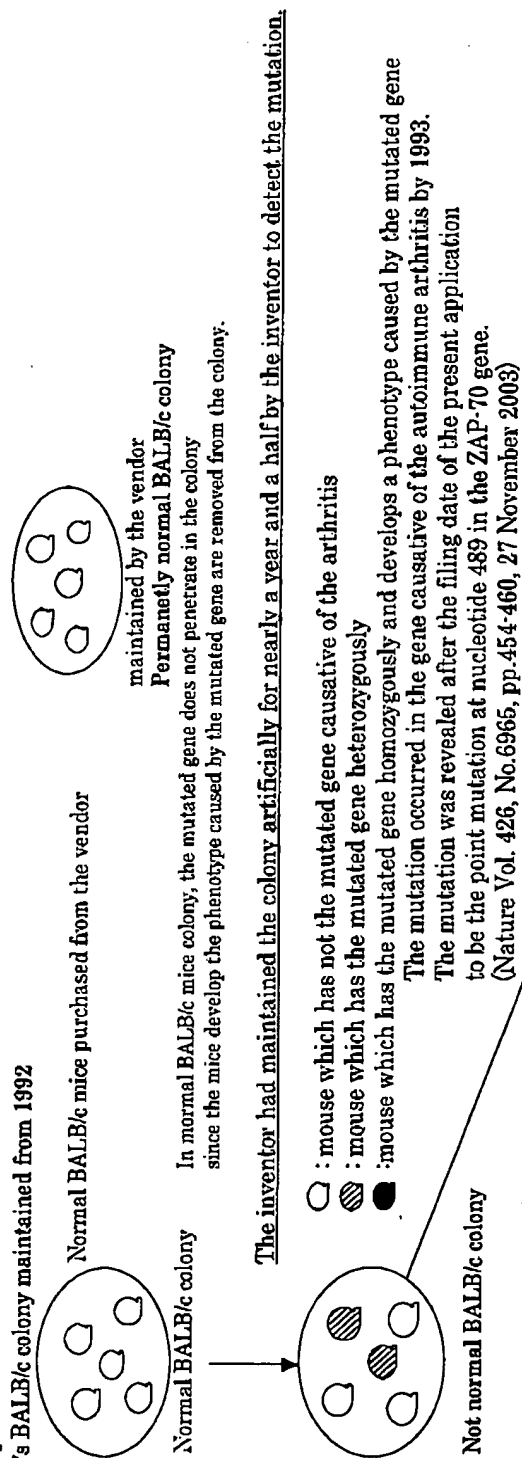 's BALB/c colony maintained from 1992
Normal BALB/c mice purchased from the vendor
maintained by the vendor
Permanetly normal BALB/c colony
Normal BALB/c colony
In mormal BALB/c mice colony, the mutated gene does not penetrate in the colony
since the mice develop the phenotype caused by the mutated gene are removed from the colony.
The inventor had maintained the colony artificially for nearly a year and a half by the inventor to detect the mutation.
: mouse which has not the mutated gene causative of the arthritis
: mouse which has the mutated gene heterozygously
:mouse which has the mutated gene homozygously and develops a phenotype caused by the mutated gene
The mutation occurred in the gene causative of the autoimmune arthritis by 1993.
The mutation was revealed after the filing date of the present application
to be the point mutation at nucleotide 489 in the ZAP-70 gene.
(Nature Vol. 426, No.6965, pp.454-460, 27 November 2003)
Not normal BALB/c colony